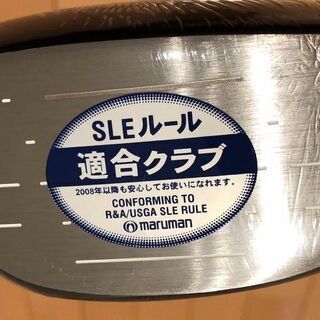 SLEルール
適合クラブ
2008年以降も安心してお使いになれます。
CONFORMING TO
R&A/USGA SLE RULE
maruman